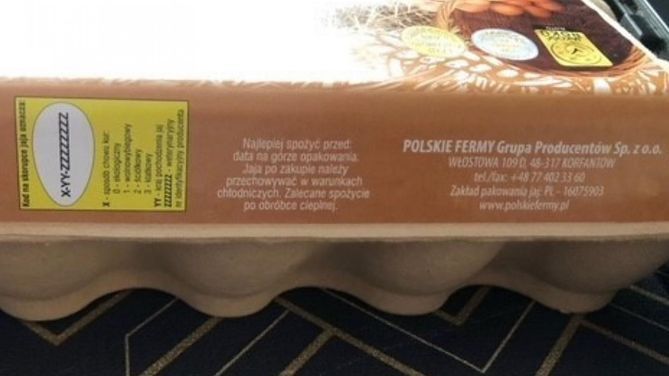 Kod na skorupce jaja oznacza:
X-YY-ZZZZZZZZ
X - sposób chowu kur:
0 - ekologiczny
1 - wolnowybiegowy
2 - ściółkowy
3 - klatkowy
YY - kraj pochodzenia jaj
ZZZZZZZZ - weterynaryjny
nr identyfikacyjny producenta
Najlepiej spożyć przed:
data na górze opakowania.
Jaja po zakupie należy
przechowywać w warunkach
chłodniczych. Zalecane spożycie
po obróbce cieplnej.
POLSKIE FERMY Grupa Producentów Sp. z o.o.
WŁOSTOWA 109 D, 48-317 KORFANTÓW
tel./fax: +48 77 402 33 60
Zakład pakowania jaj: PL - 16075903
www.polskiefermy.pl